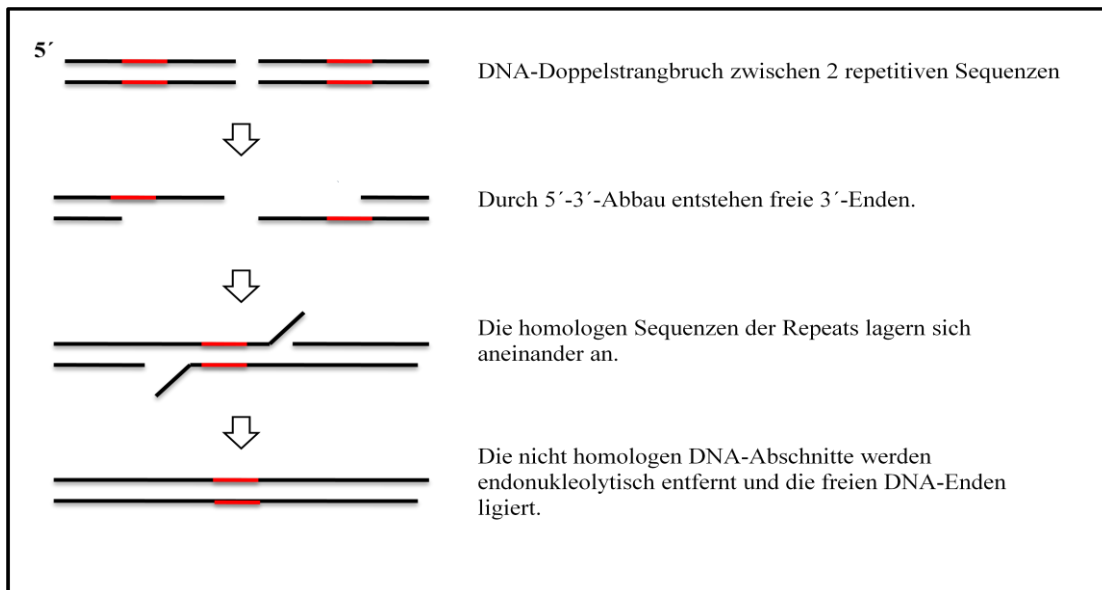 5´
DNA-Doppelstrangbruch zwischen 2 repetitiven Sequenzen
Durch 5´-3´-Abbau entstehen freie 3´-Enden.
Die homologen Sequenzen der Repeats lagern sich
aneinander an.
Die nicht homologen DNA-Abschnitte werden
endonukleolytisch entfernt und die freien DNA-Enden
ligiert.